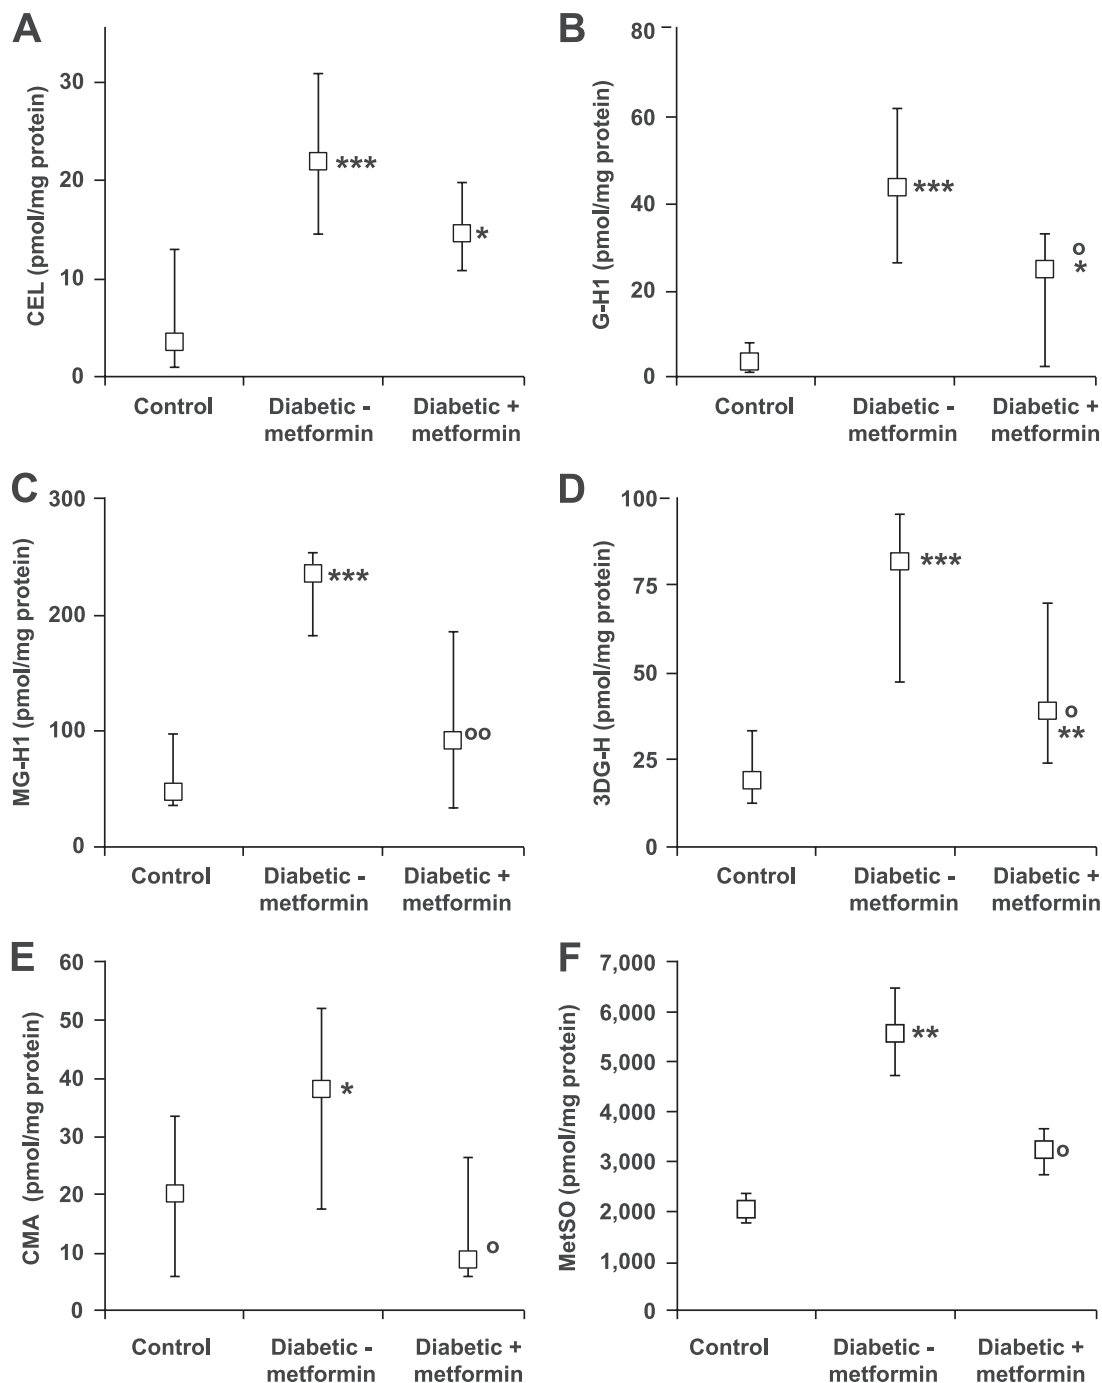 A
CEL (pmol/mg protein)
30
20
10
0
***
*
Control
Diabetic -
metformin
Diabetic +
metformin
B
G-H1 (pmol/mg protein)
80
60
40
20
0
***
o
*
Control
Diabetic -
metformin
Diabetic +
metformin
C
MG-H1 (pmol/mg protein)
300
200
100
0
***
oo
Control
Diabetic -
metformin
Diabetic +
metformin
D
3DG-H (pmol/mg protein)
100
75
50
25
0
***
o
**
Control
Diabetic -
metformin
Diabetic +
metformin
E
CMA (pmol/mg protein)
60
50
40
30
20
10
0
*
o
Control
Diabetic -
metformin
Diabetic +
metformin
F
MetSO (pmol/mg protein)
7,000
6,000
5,000
4,000
3,000
2,000
1,000
0
**
o
Control
Diabetic -
metformin
Diabetic +
metformin